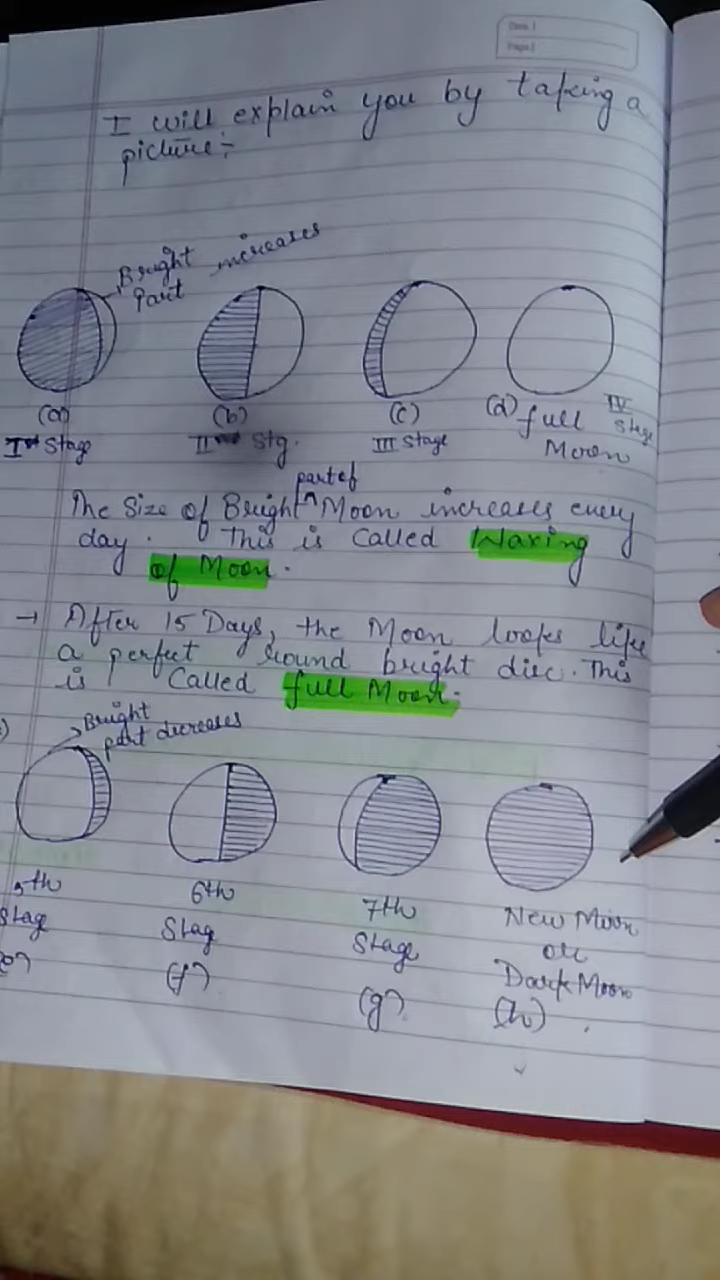 Date
Page
I will explain you by taking a
picture:-
Bright increases
part
(a) (b) (c) (d) full IV
Ist Stage II Stg. III Stage Moon Stage
part of
The Size of Bright ^ Moon increases every
day. This is Called Waxing
of Moon.
→ After 15 Days, the Moon looks like
a perfect round bright disc. This
is Called full Moon.
Bright
part decreases
5th 6th 7th New Moon
Stage Stag Stage or
Dark Moon
(e) (f) (g) (h)